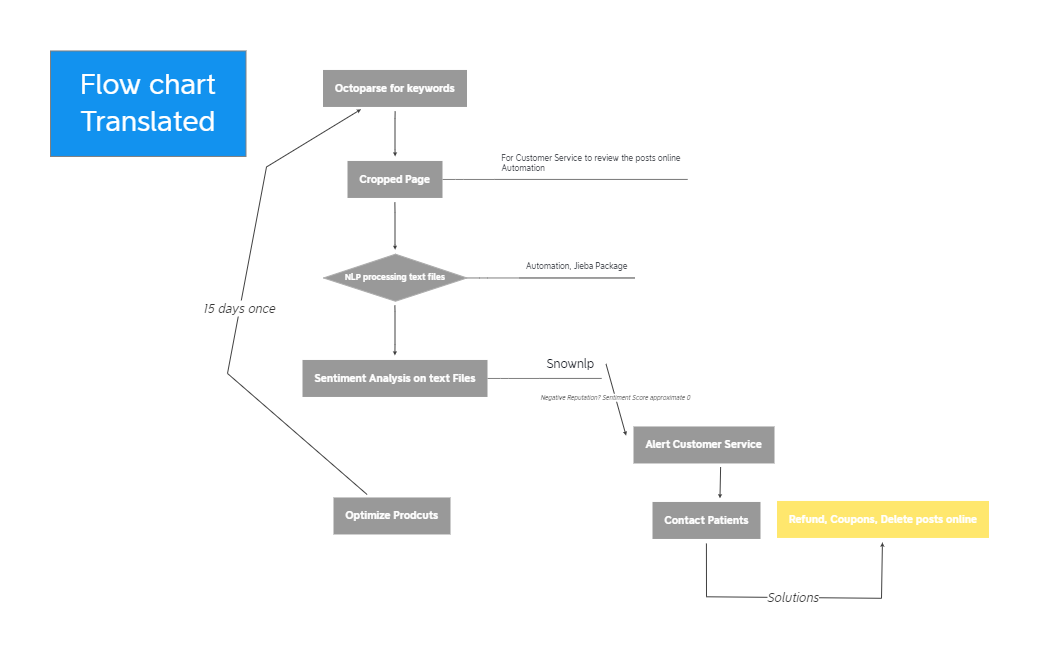 Flow chart
Translated
Octoparse for keywords
Cropped Page
For Customer Service to review the posts online
Automation
NLP processing text files
Automation, Jieba Package
15 days once
Sentiment Analysis on text Files
Snownlp
Negative Reputation? Sentiment Score approximate 0
Alert Customer Service
Optimize Prodcuts
Contact Patients
Refund, Coupons, Delete posts online
Solutions